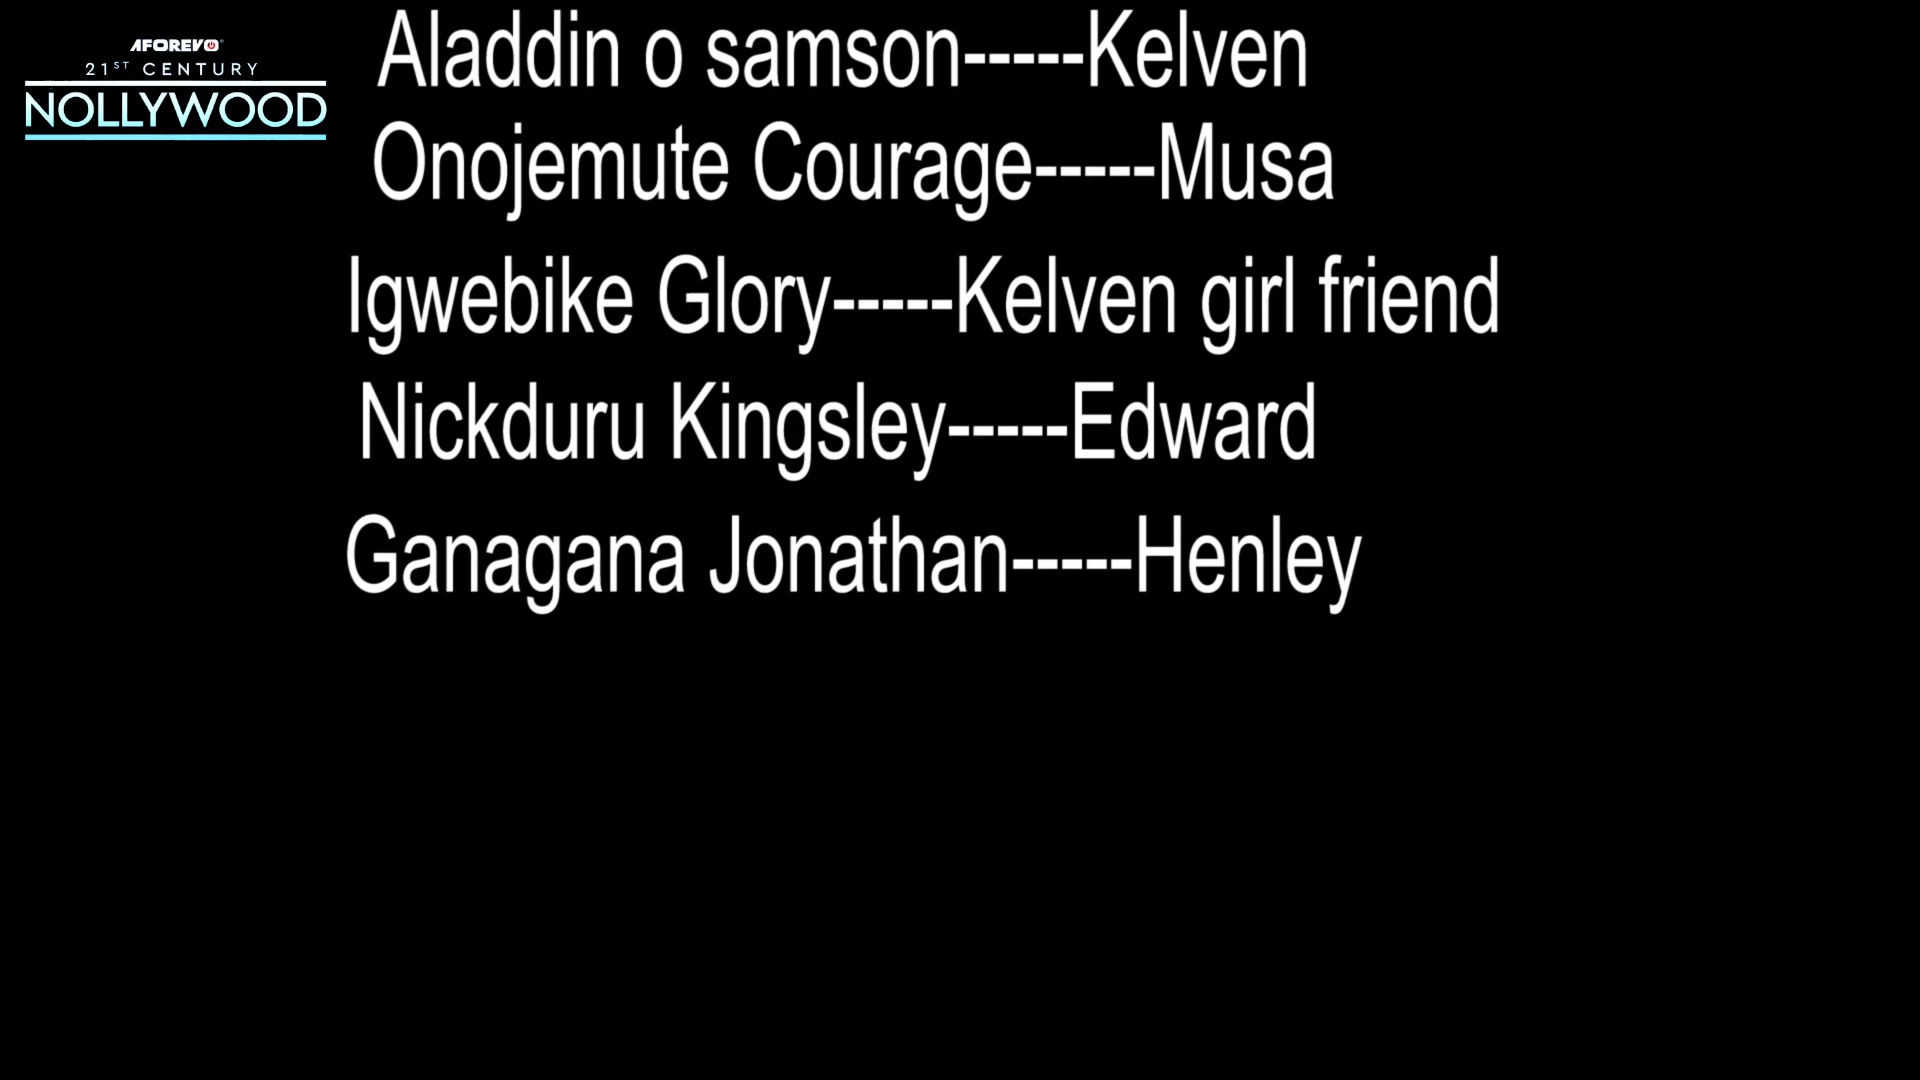 AFOREVO
21ST CENTURY
NOLLYWOOD
Aladdin o samson-----Kelven
Onojemute Courage-----Musa
Igwebike Glory-----Kelven girl friend
Nickduru Kingsley-----Edward
Ganagana Jonathan-----Henley